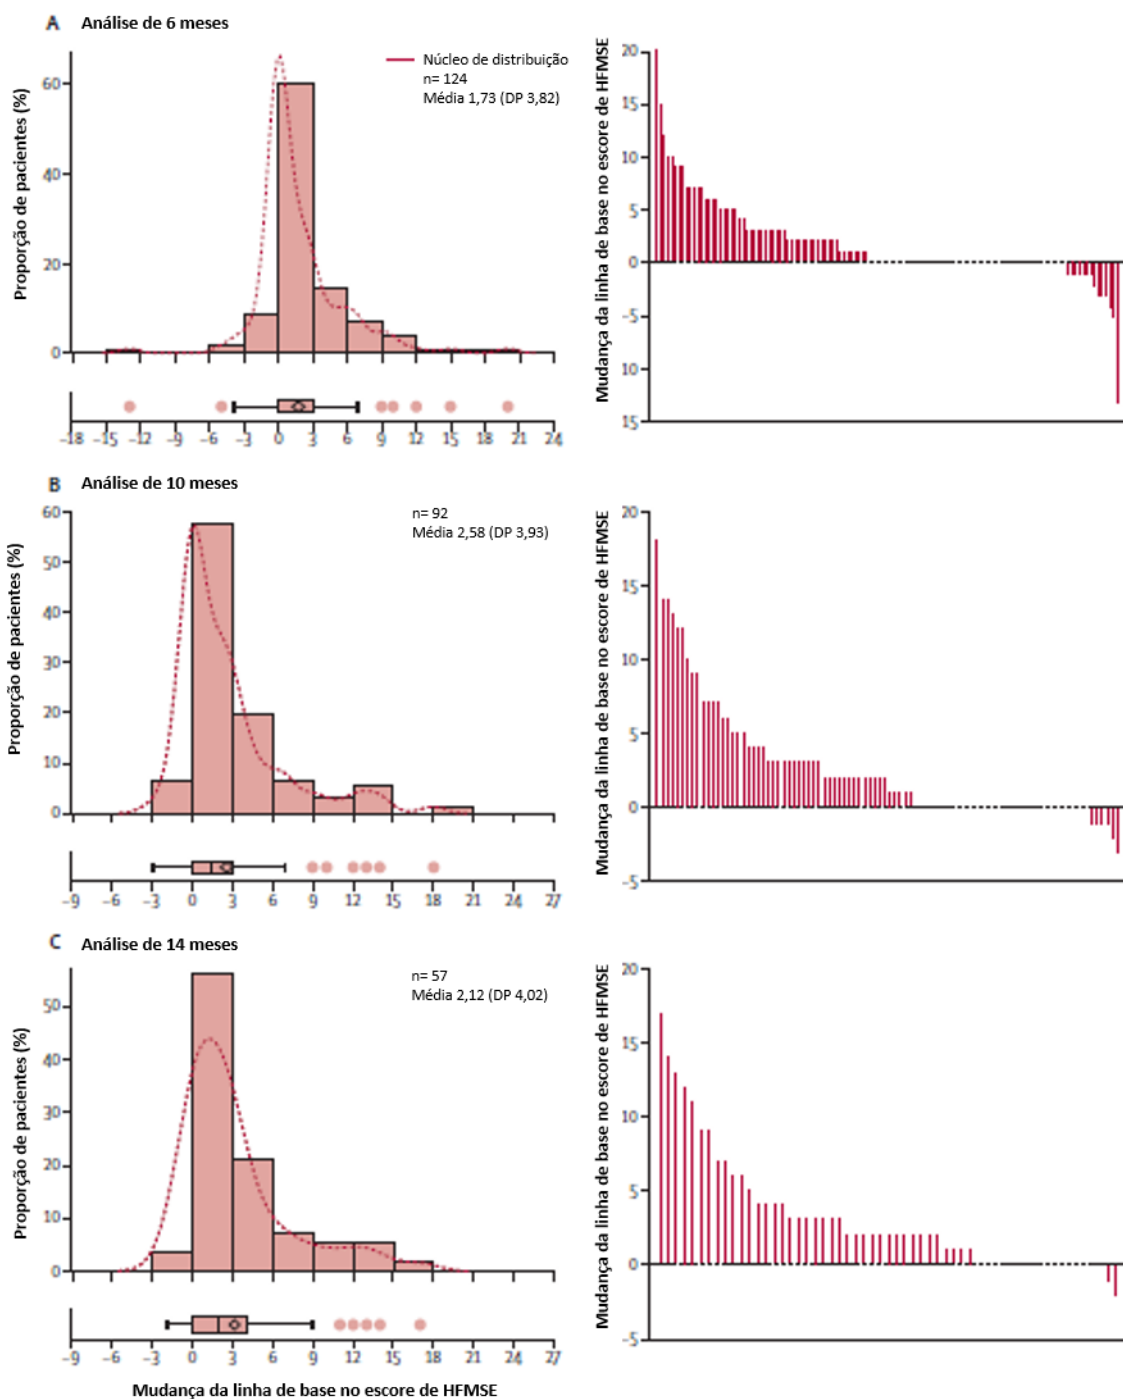 A Análise de 6 meses
Proporção de pacientes (%)
60
40
20
0
Núcleo de distribuição
n= 124
Média 1,73 (DP 3,82)
-18 -15 -12 -9 -6 -3 0 3 6 9 12 15 18 21 24
Mudança da linha de base no escore de HFMSE
20
15
10
5
0
-5
10
15
B Análise de 10 meses
Proporção de pacientes (%)
60
50
40
30
20
10
0
n= 92
Média 2,58 (DP 3,93)
-9 -6 -3 0 3 6 9 12 15 18 21 24 27
Mudança da linha de base no escore de HFMSE
20
15
10
5
0
-5
C Análise de 14 meses
Proporção de pacientes (%)
50
40
30
20
10
0
n= 57
Média 2,12 (DP 4,02)
-9 -6 -3 0 3 6 9 12 15 18 21 24 27
Mudança da linha de base no escore de HFMSE
Mudança da linha de base no escore de HFMSE
20
15
10
5
0
-5